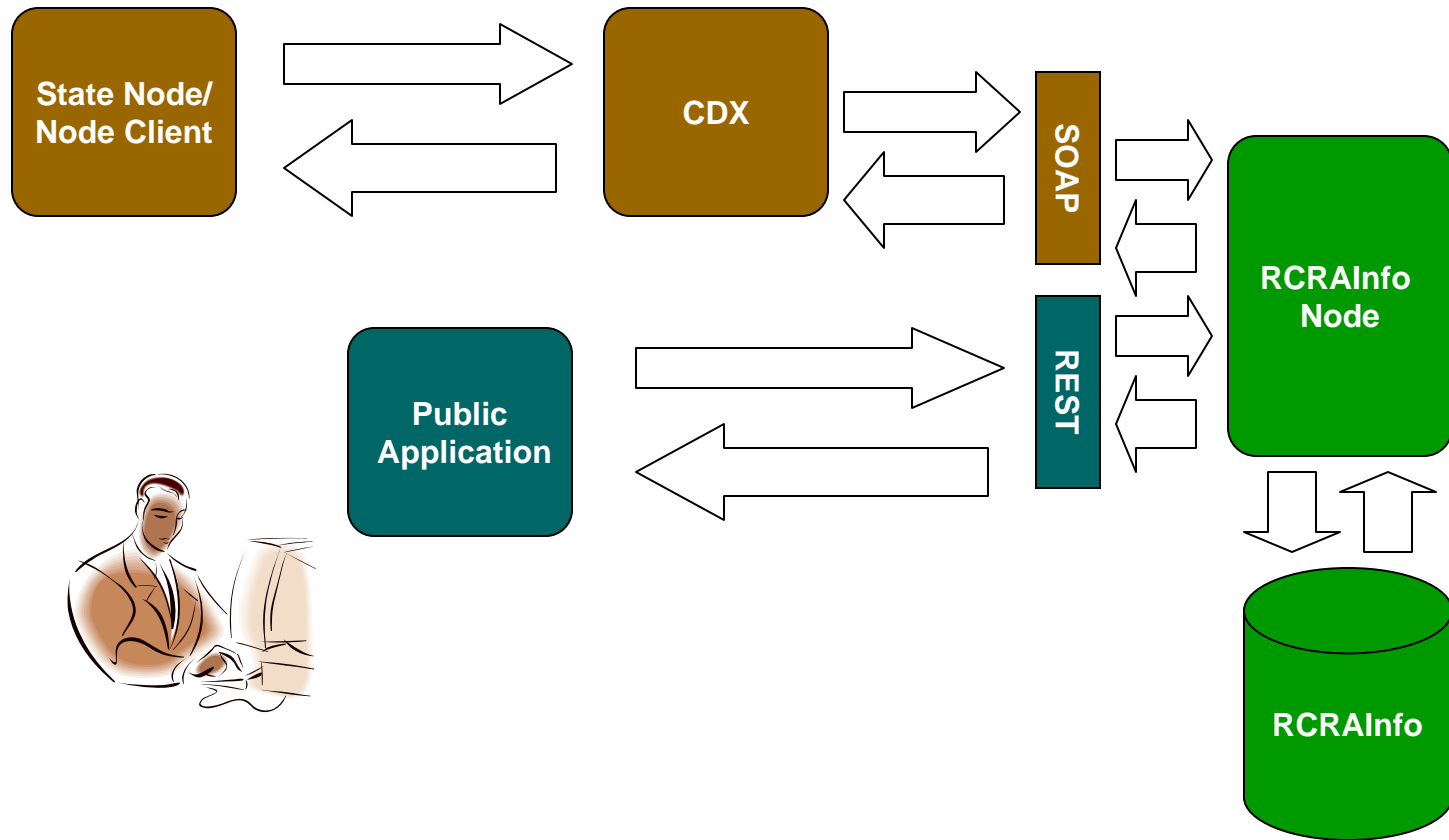 State Node/
Node Client
CDX
SOAP
RCRAInfo
Node
Public
Application
REST
RCRAInfo